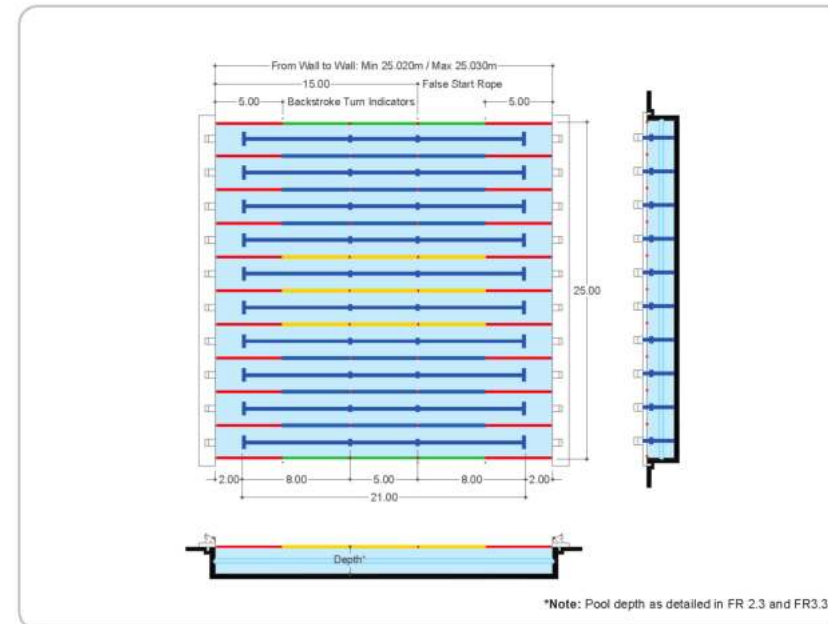 From Wall to Wall: Min 25.020m / Max 25.030m
15.00 False Start Rope
5.00 Backstroke Turn Indicators 5.00
25.00
2.00 8.00 5.00 8.00 2.00
21.00
Depth*
*Note: Pool depth as detailed in FR 2.3 and FR3.3